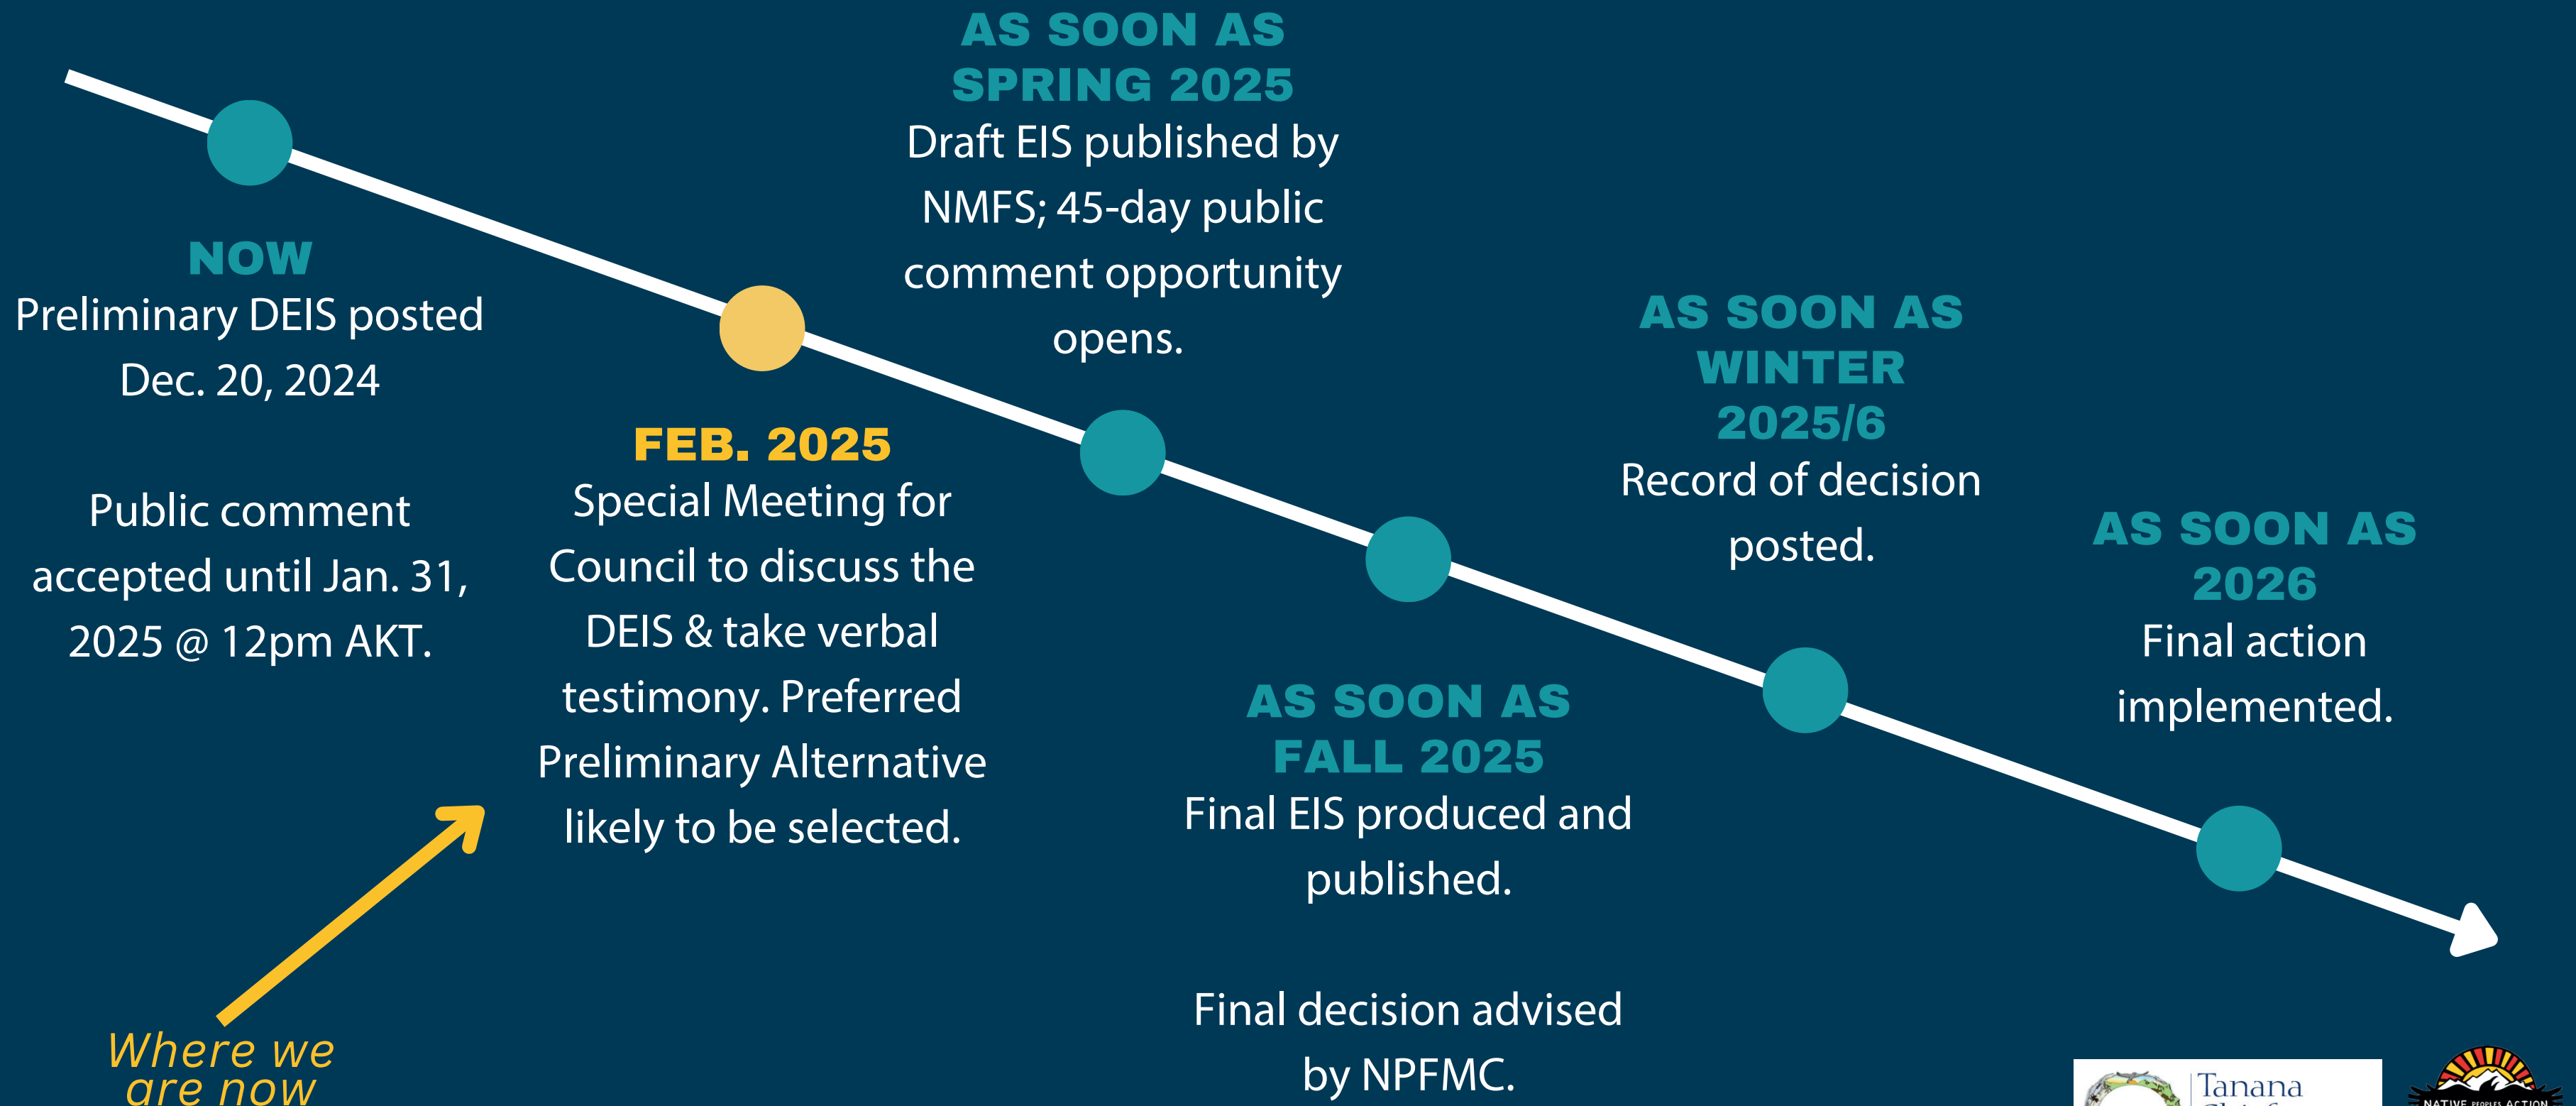 NOW
Preliminary DEIS posted
Dec. 20, 2024
Public comment
accepted until Jan. 31,
2025 @ 12pm AKT.
FEB. 2025
Special Meeting for
Council to discuss the
DEIS & take verbal
testimony. Preferred
Preliminary Alternative
likely to be selected.
AS SOON AS
SPRING 2025
Draft EIS published by
NMFS; 45-day public
comment opportunity
opens.
AS SOON AS
FALL 2025
Final EIS produced and
published.
Final decision advised
by NPFMC.
AS SOON AS
WINTER
2025/6
Record of decision
posted.
AS SOON AS
2026
Final action
implemented.
Where we
are now
Tanana
NATIVE PEOPLES ACTION